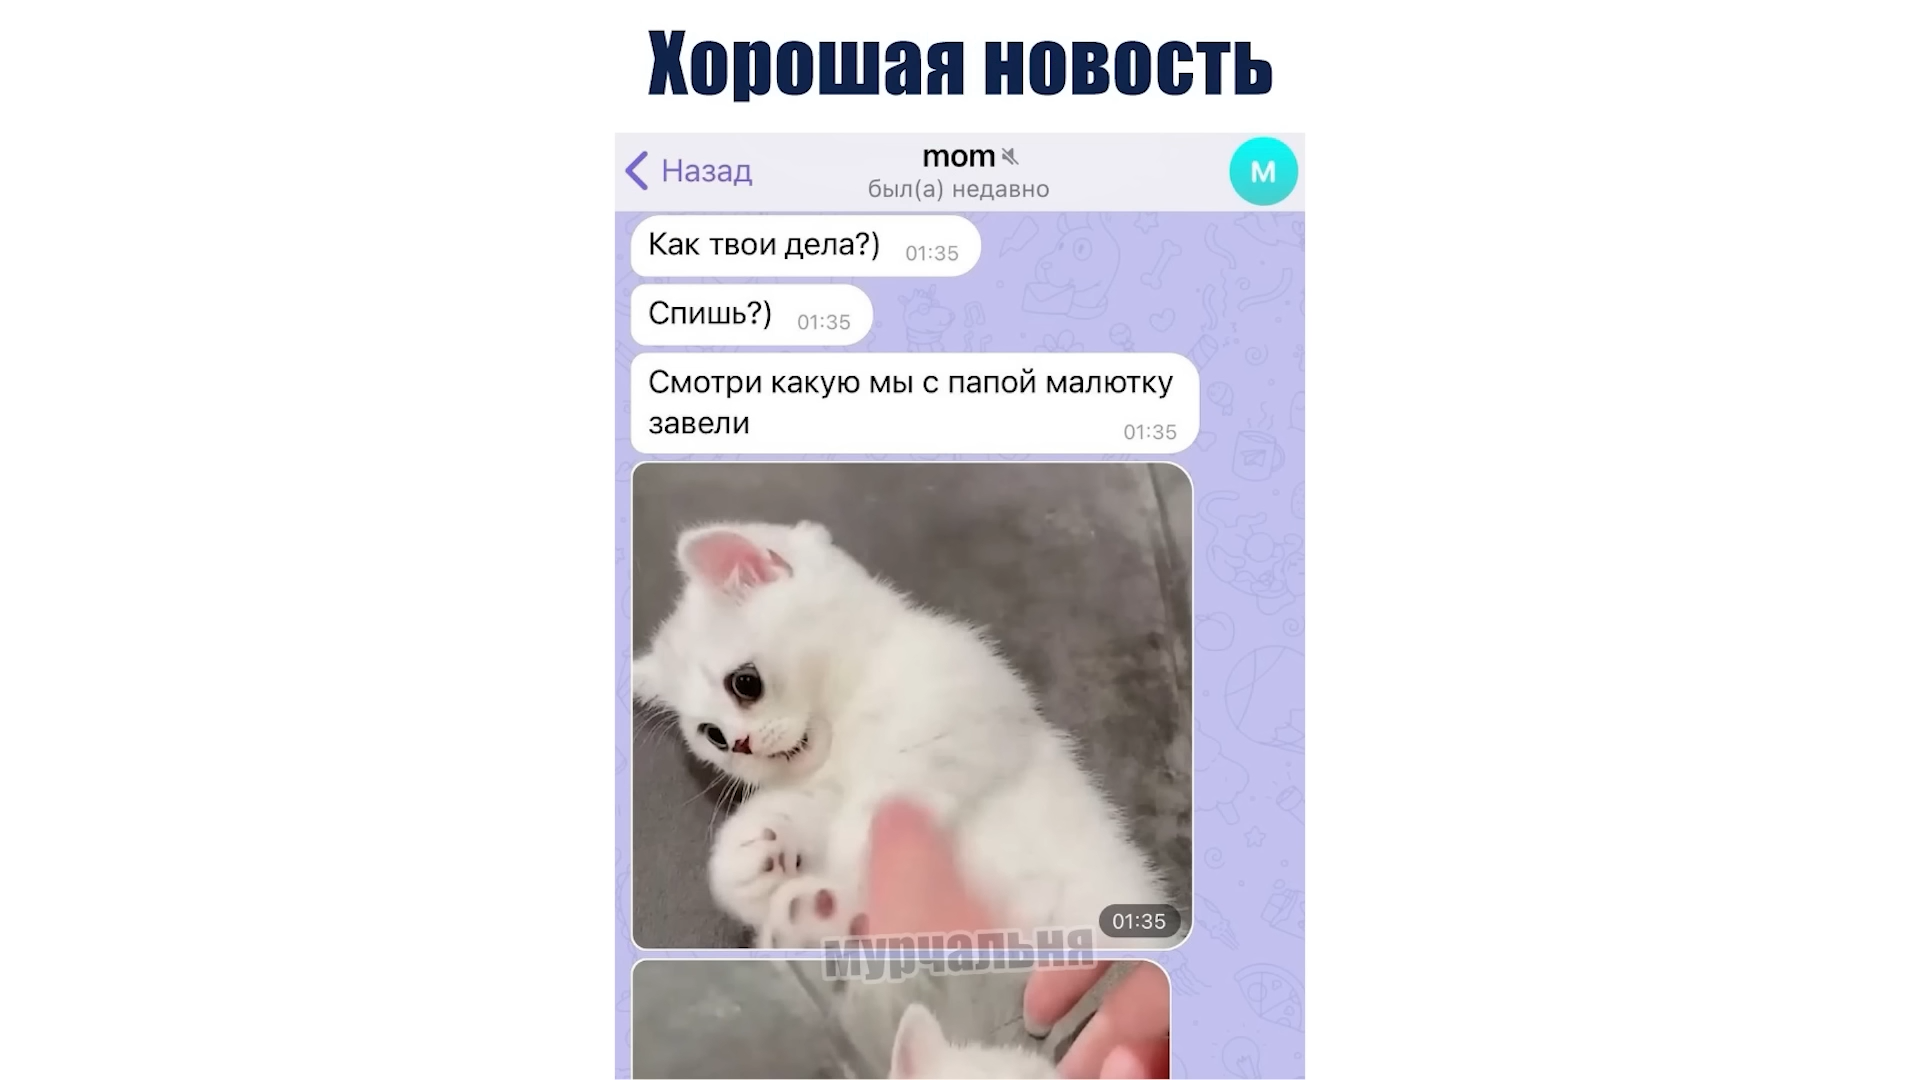 Хорошая новость
Назад
mom
был(а) недавно
M
Как твои дела?) 01:35
Спишь?) 01:35
Смотри какую мы с папой малютку
завели 01:35
01:35
мурчальня